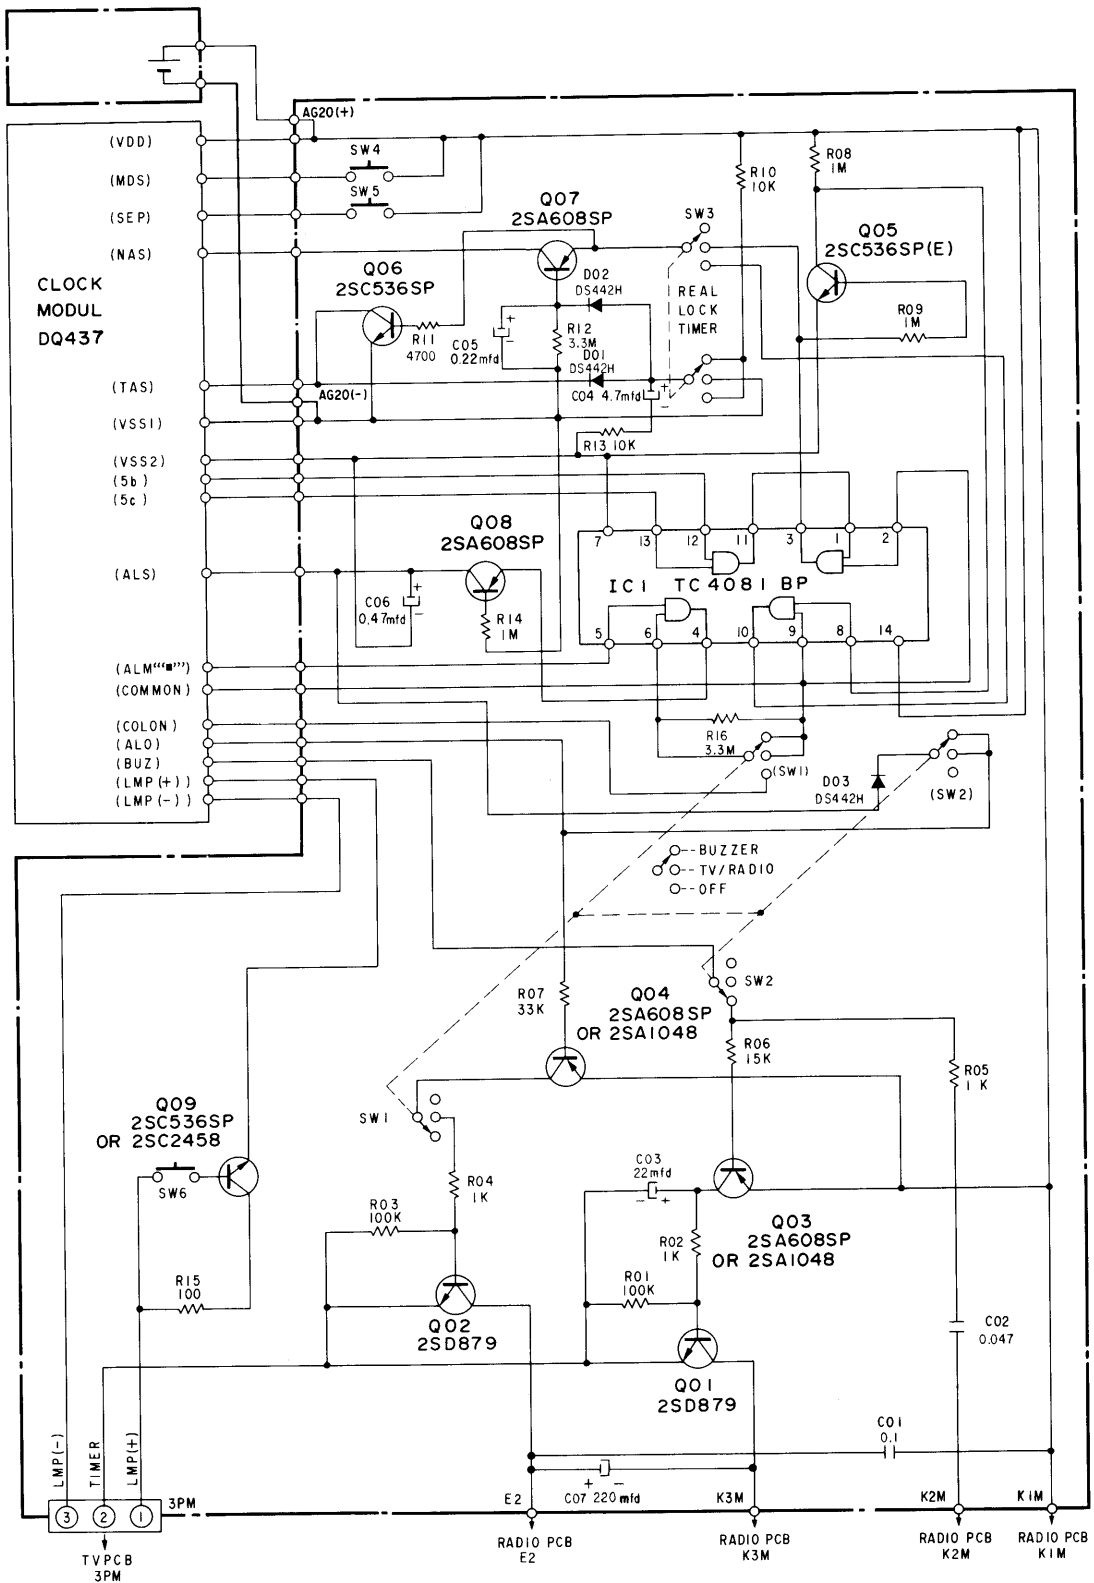 AG20(+)
(VDD)
SW4
(MDS)
SW5
(SEP)
(NAS)
CLOCK
MODUL
DQ437
(TAS)
AG20(-)
(VSS1)
(VSS2)
(5b)
(5c)
(ALS)
(ALM"'■"')
(COMMON)
(COLON)
(ALO)
(BUZ)
(LMP(+))
(LMP(-))
Q07
2SA608SP
Q06
2SC536SP
R11
4700
C05
0.22mfd
D02
DS442H
R12
3.3M
D01
DS442H
C04 4.7mfd
R13 10K
SW3
REAL
LOCK
TIMER
R10
10K
R08
1M
Q05
2SC536SP(E)
R09
1M
Q08
2SA608SP
C06
0.47mfd
R14
1M
7 13 12 11 3 1 2
IC1 TC4081 BP
5 6 4 10 9 8 14
R16
3.3M
(SW1)
D03
DS442H
(SW2)
BUZZER
TV/RADIO
OFF
R07
33K
Q04
2SA608SP
OR 2SA1048
SW2
R06
15K
R05
1K
SW1
Q09
2SC536SP
OR 2SC2458
SW6
R15
100
R04
1K
R03
100K
Q02
2SD879
C03
22mfd
R02
1K
R01
100K
Q03
2SA608SP
OR 2SA1048
Q01
2SD879
C02
0.047
C01
0.1
+ - C07 220mfd
LMP(-)
TIMER
LMP(+)
3PM
3 2 1
TVPCB
3PM
E2
RADIO PCB
E2
K3M
RADIO PCB
K3M
K2M
RADIO PCB
K2M
K1M
RADIO PCB
K1M